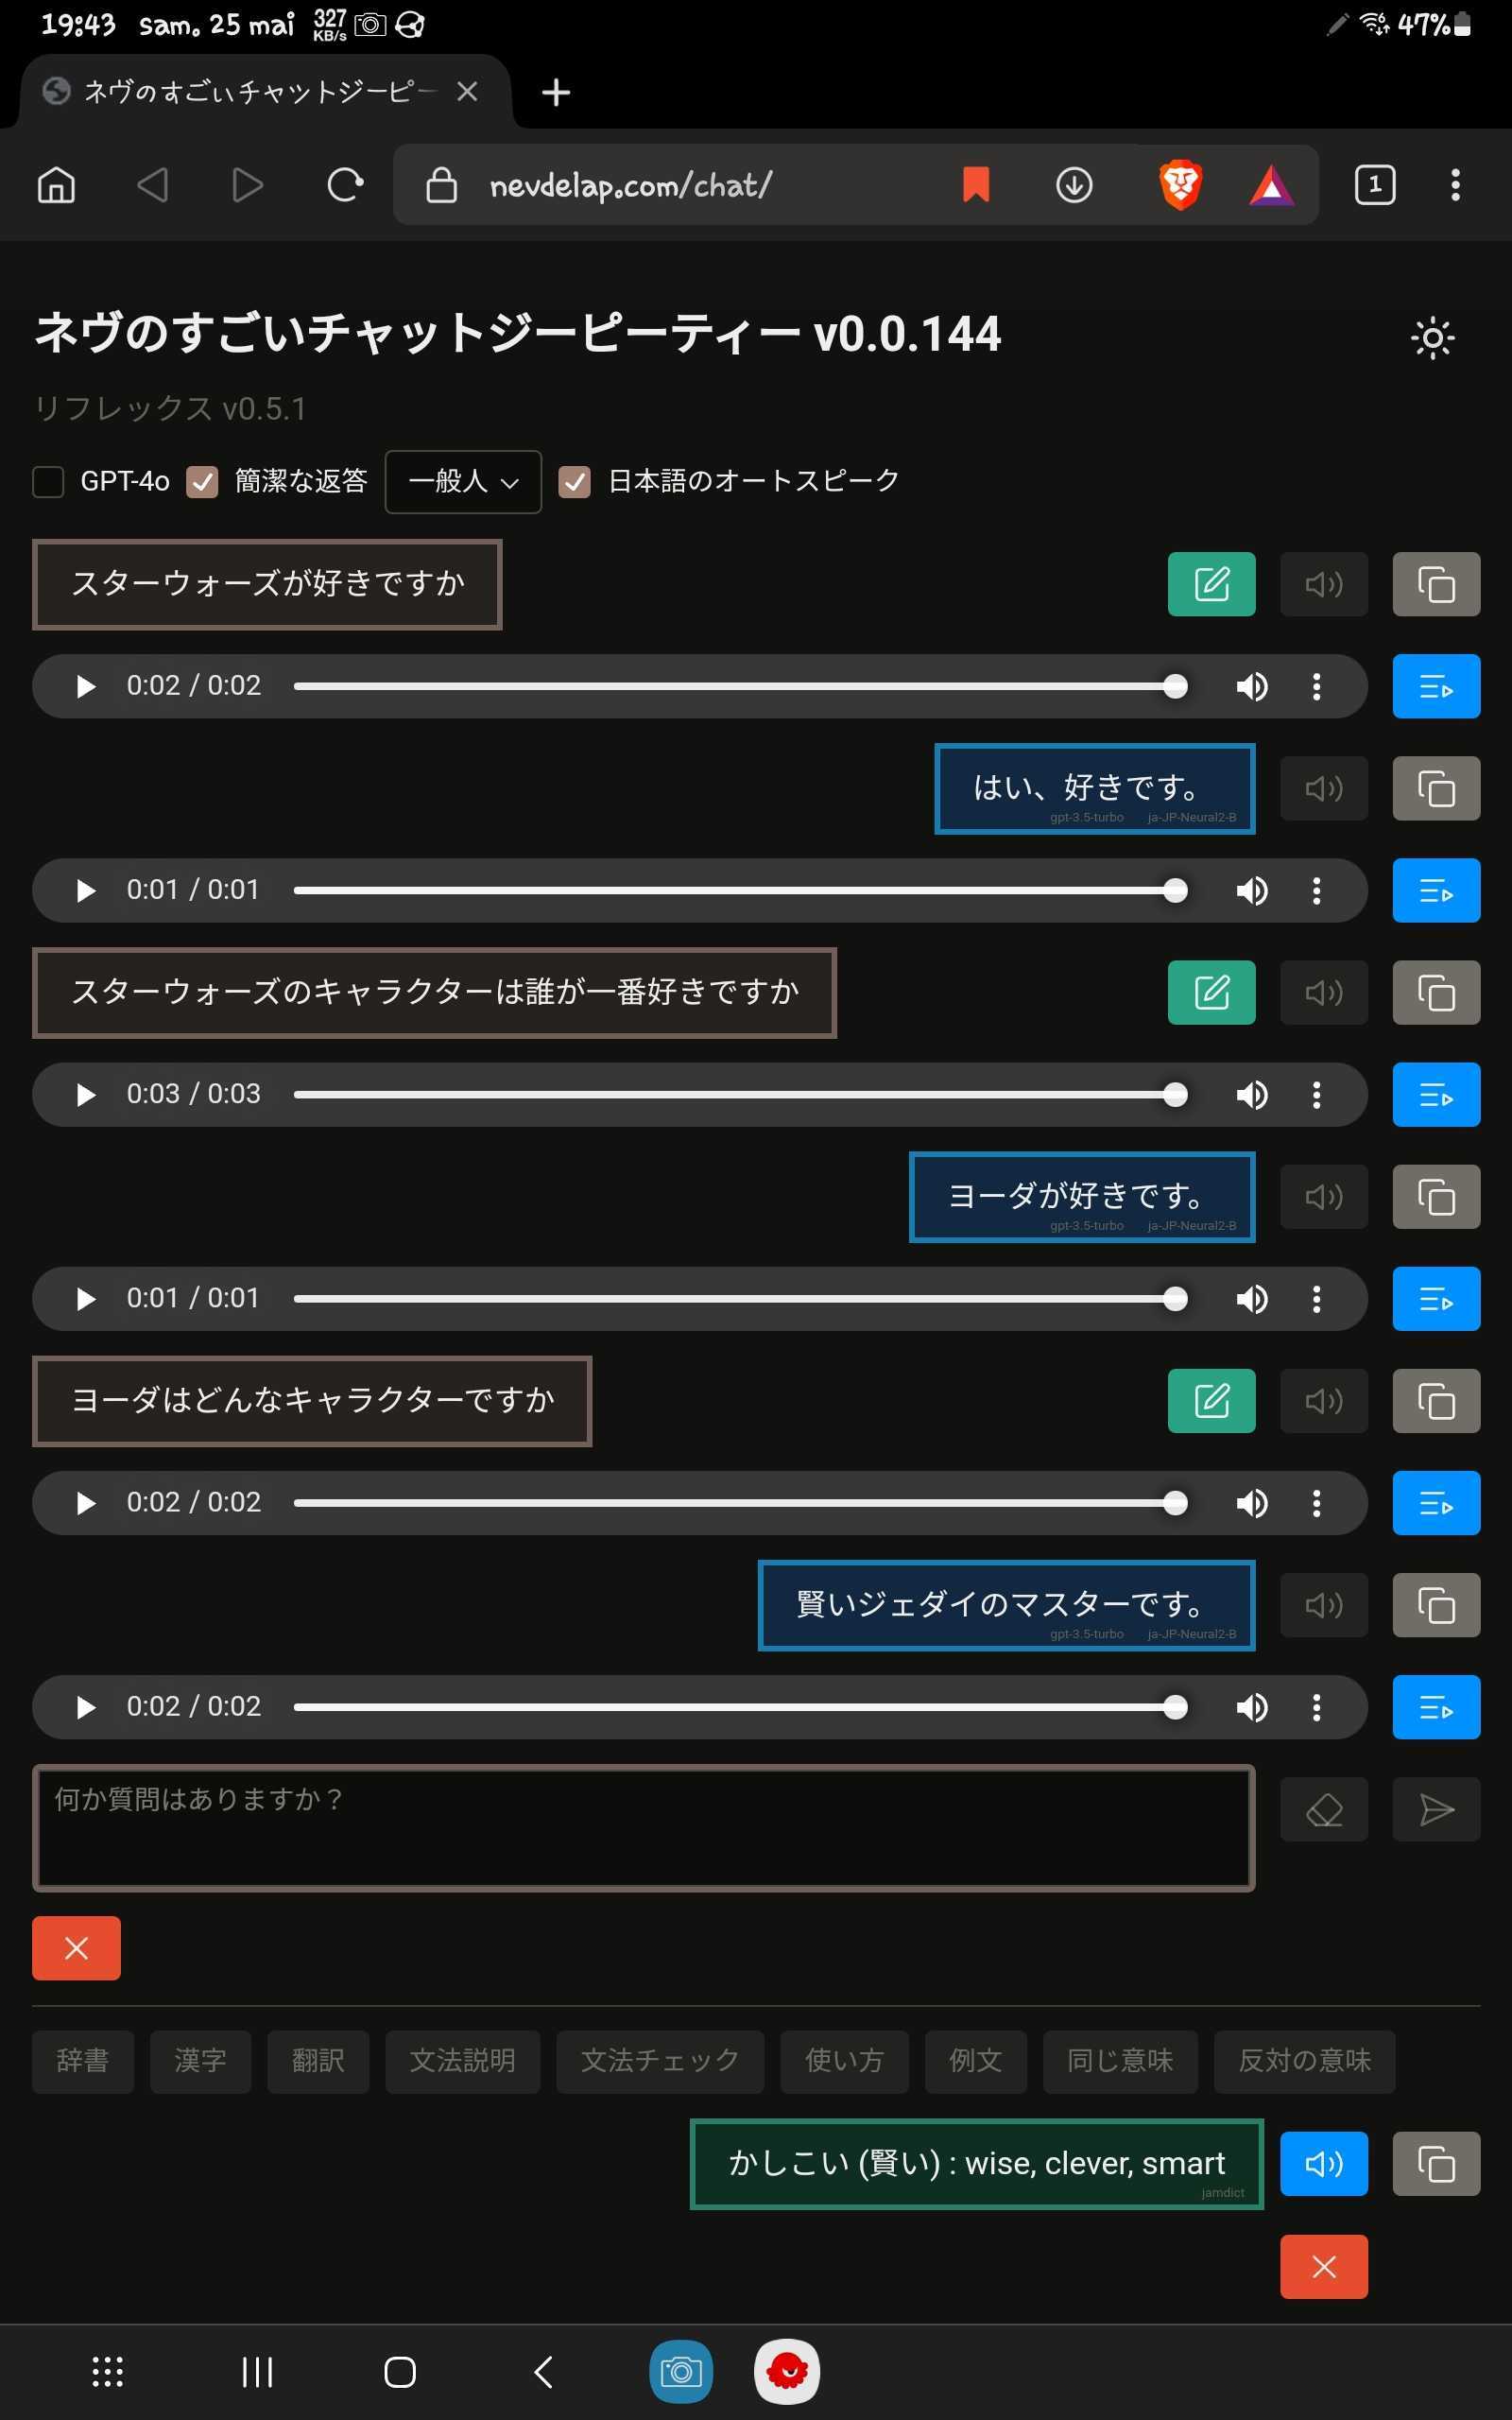 19:43 sam. 25 mai 327 KB/s 47%
ネヴのすごいチャットジーピー
nevdelap.com/chat/
1
ネヴのすごいチャットジーピーティー v0.0.144
リフレックス v0.5.1
GPT-4o 簡潔な返答 一般人 日本語のオートスピーク
スターウォーズが好きですか
0:02 / 0:02
はい、好きです。
gpt-3.5-turbo ja-JP-Neural2-B
0:01 / 0:01
スターウォーズのキャラクターは誰が一番好きですか
0:03 / 0:03
ヨーダが好きです。
gpt-3.5-turbo ja-JP-Neural2-B
0:01 / 0:01
ヨーダはどんなキャラクターですか
0:02 / 0:02
賢いジェダイのマスターです。
gpt-3.5-turbo ja-JP-Neural2-B
0:02 / 0:02
何か質問はありますか？
辞書 漢字 翻訳 文法説明 文法チェック 使い方 例文 同じ意味 反対の意味
かしこい (賢い) : wise, clever, smart
jamdict